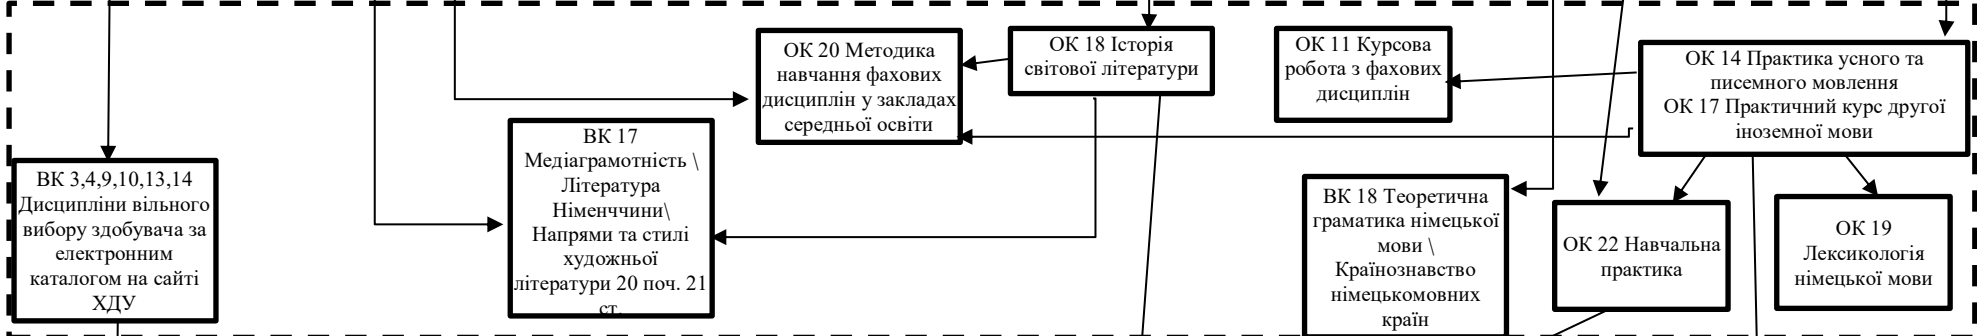 ОК 20 Методика
навчання фахових
дисциплін у закладах
середньої освіти
ОК 18 Історія
світової літератури
ОК 11 Курсова
робота з фахових
дисциплін
ОК 14 Практика усного та
писемного мовлення
ОК 17 Практичний курс другої
іноземної мови
ВК 3,4,9,10,13,14
Дисципліни вільного
вибору здобувача за
електронним
каталогом на сайті
ХДУ
ВК 17
Медіаграмотність \
Література
Німенччини\
Напрями та стилі
художньої
літератури 20 поч. 21
ст.
ВК 18 Теоретична
граматика німецької
мови \
Країнознавство
німецькомовних
країн
ОК 22 Навчальна
практика
ОК 19
Лексикологія
німецької мови